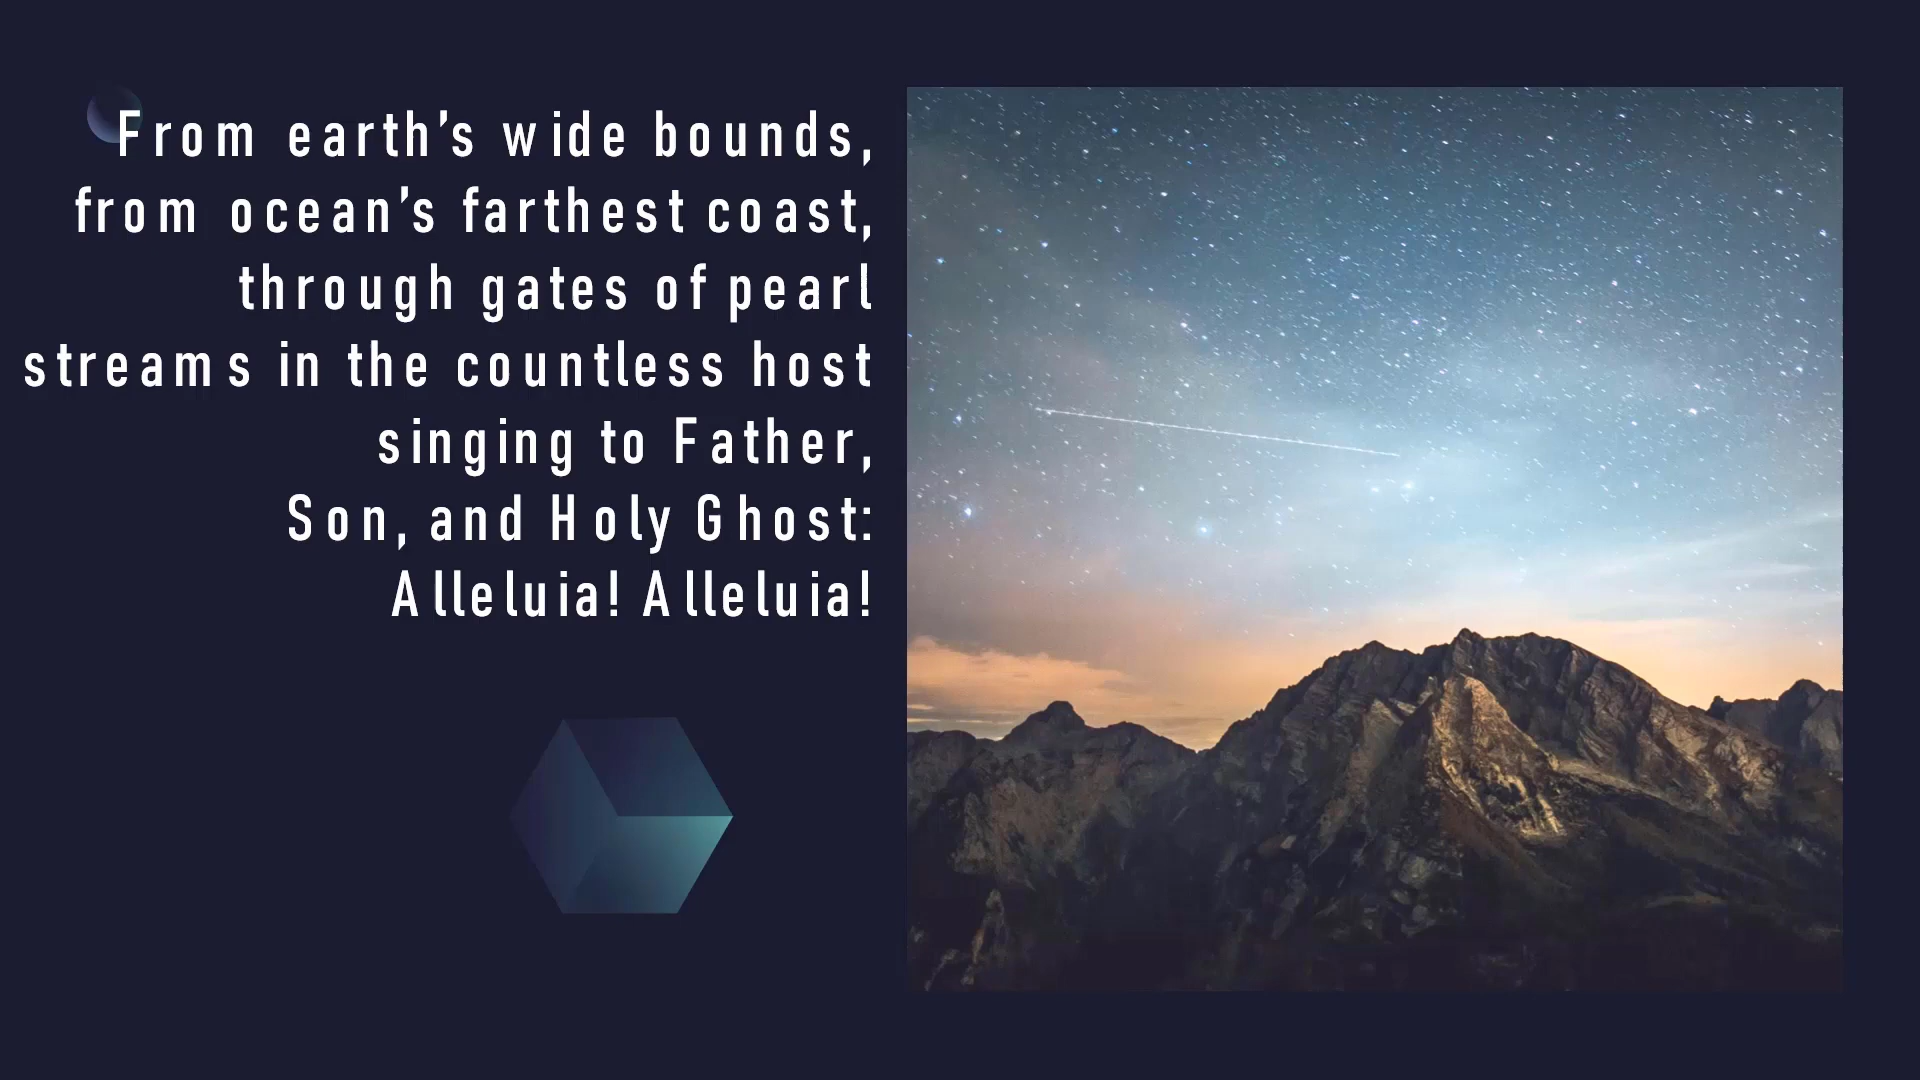 From earth’s wide bounds,
from ocean’s farthest coast,
through gates of pearl
streams in the countless host
singing to Father,
Son, and Holy Ghost:
Alleluia! Alleluia!